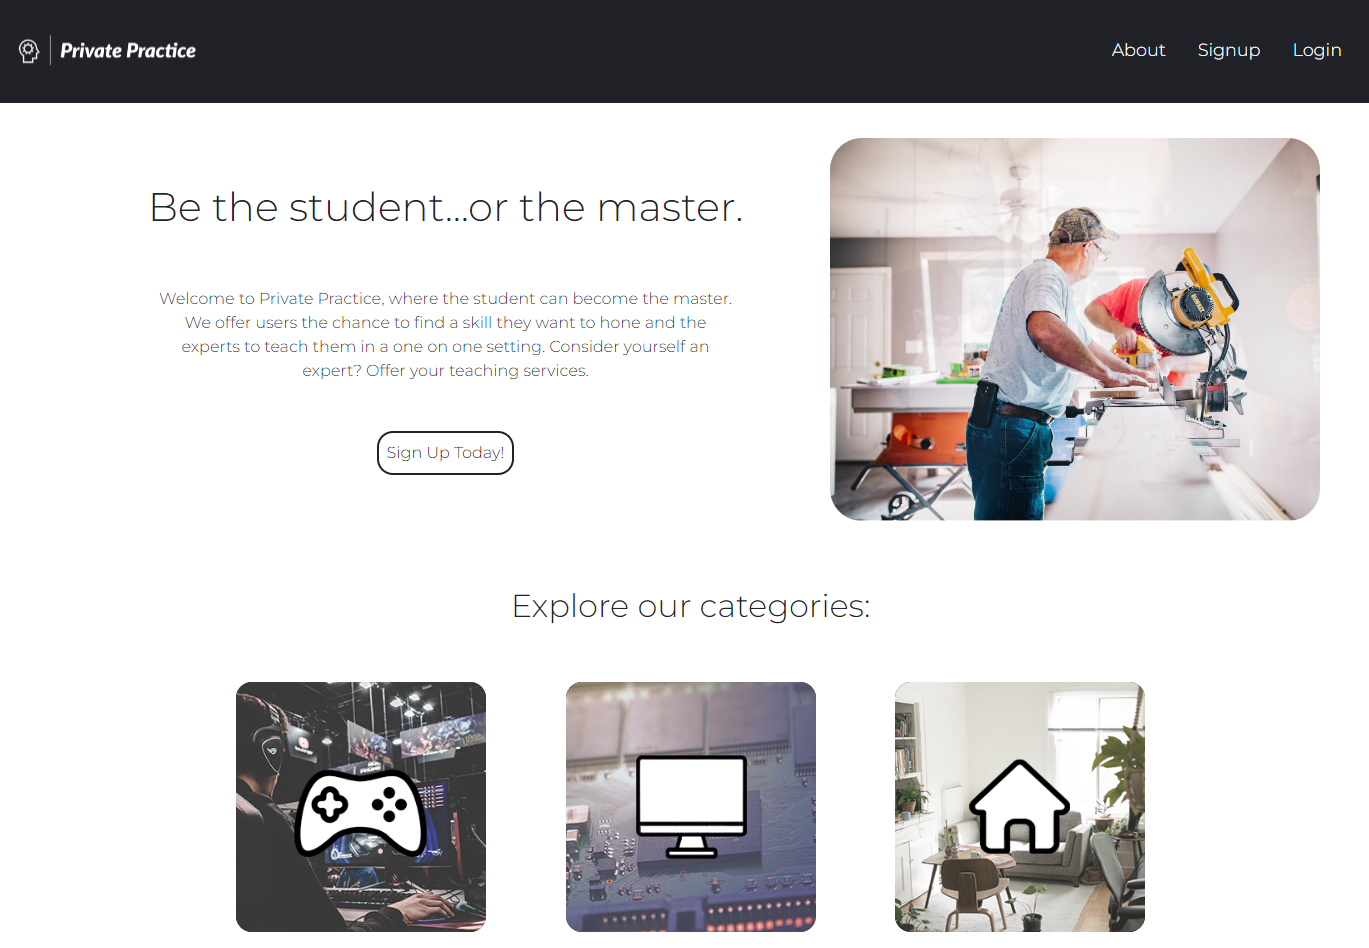 Private Practice
About
Signup
Login
Be the student...or the master.
Welcome to Private Practice, where the student can become the master.
We offer users the chance to find a skill they want to hone and the
experts to teach them in a one on one setting. Consider yourself an
expert? Offer your teaching services.
Sign Up Today!
Explore our categories: